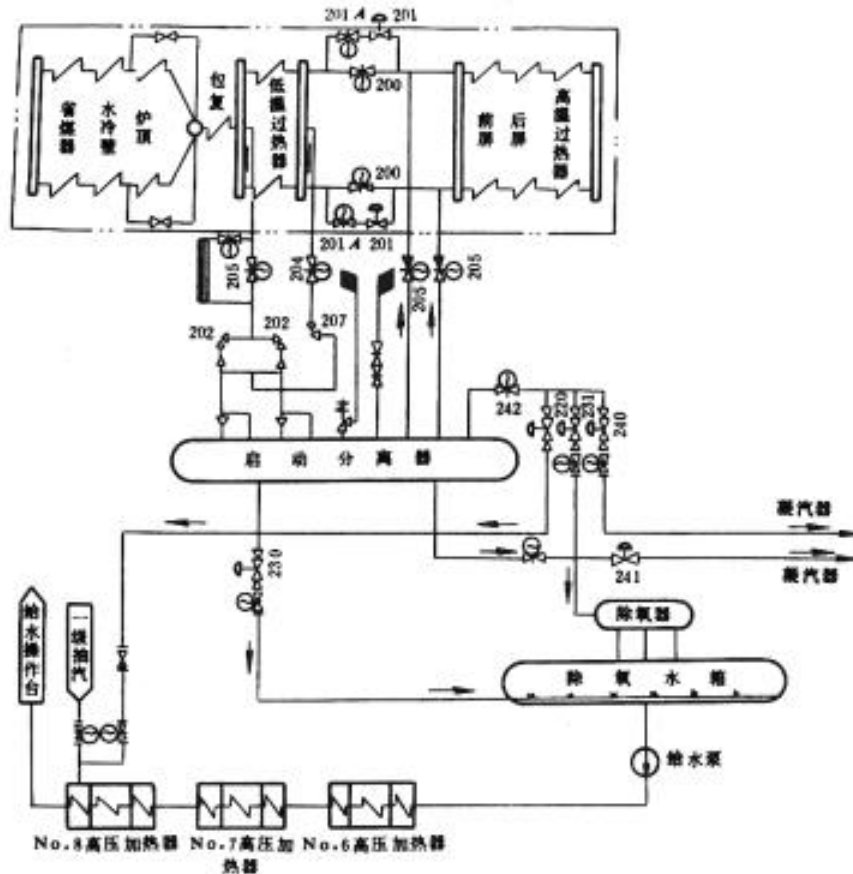 201 A 201
200
省煤器
水冷壁
炉顶
包复
低温过热器
前屏
后屏
高温过热器
200
201 A 201
205
204
205
205
202
202
207
242
220
231
240
启动分离器
凝汽器
230
241
凝汽器
给水操作台
一级抽汽
除氧器
除氧水箱
给水泵
No.8高压加热器
No.7高压加
热器
No.6高压加热器